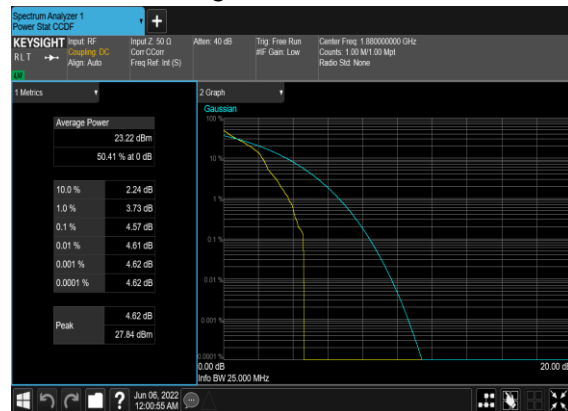 Spectrum Analyzer 1
Power Stat CCDF
KEYSIGHT
RLT
LW
Input: RF
Coupling: DC
Align: Auto
Input Z: 50 Ω
Corr CCorr
Freq Ref: Int (S)
Atten: 40 dB
Trig: Free Run
#IF Gain: Low
Center Freq: 1.880000000 GHz
Counts: 1.00 M/1.00 Mpt
Radio Std: None
1 Metrics
Average Power
23.22 dBm
50.41 % at 0 dB
10.0 % 2.24 dB
1.0 % 3.73 dB
0.1 % 4.57 dB
0.01 % 4.61 dB
0.001 % 4.62 dB
0.0001 % 4.62 dB
Peak
4.62 dB
27.84 dBm
2 Graph
Gaussian
100 %
10 %
1 %
0.1 %
0.01 %
0.001 %
0.0001 %
0.00 dB
20.00 dB
Info BW 25.000 MHz
?
Jun 06, 2022
12:00:55 AM